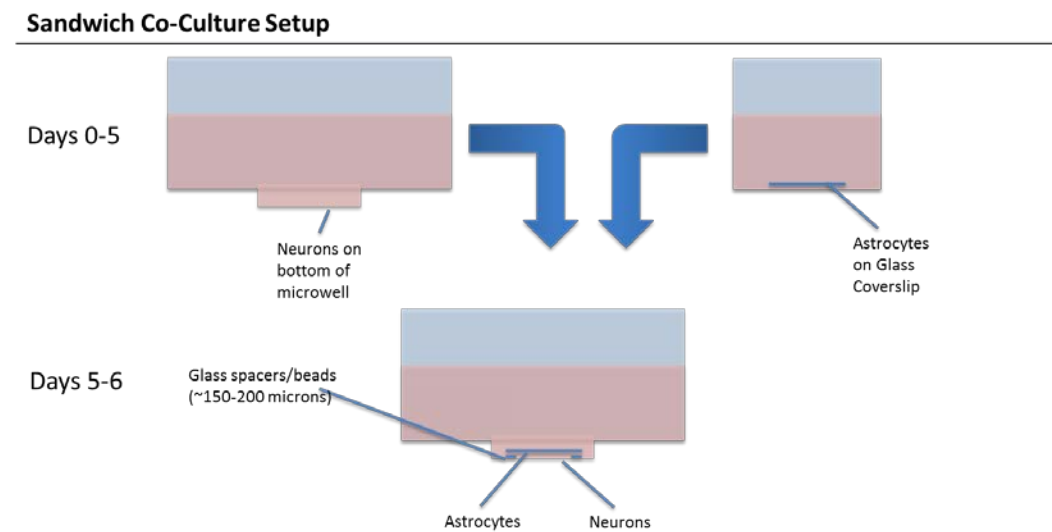 Sandwich Co-Culture Setup
Days 0-5
Neurons on
bottom of
microwell
Astrocytes
on Glass
Coverslip
Days 5-6
Glass spacers/beads
(~150-200 microns)
Astrocytes
Neurons